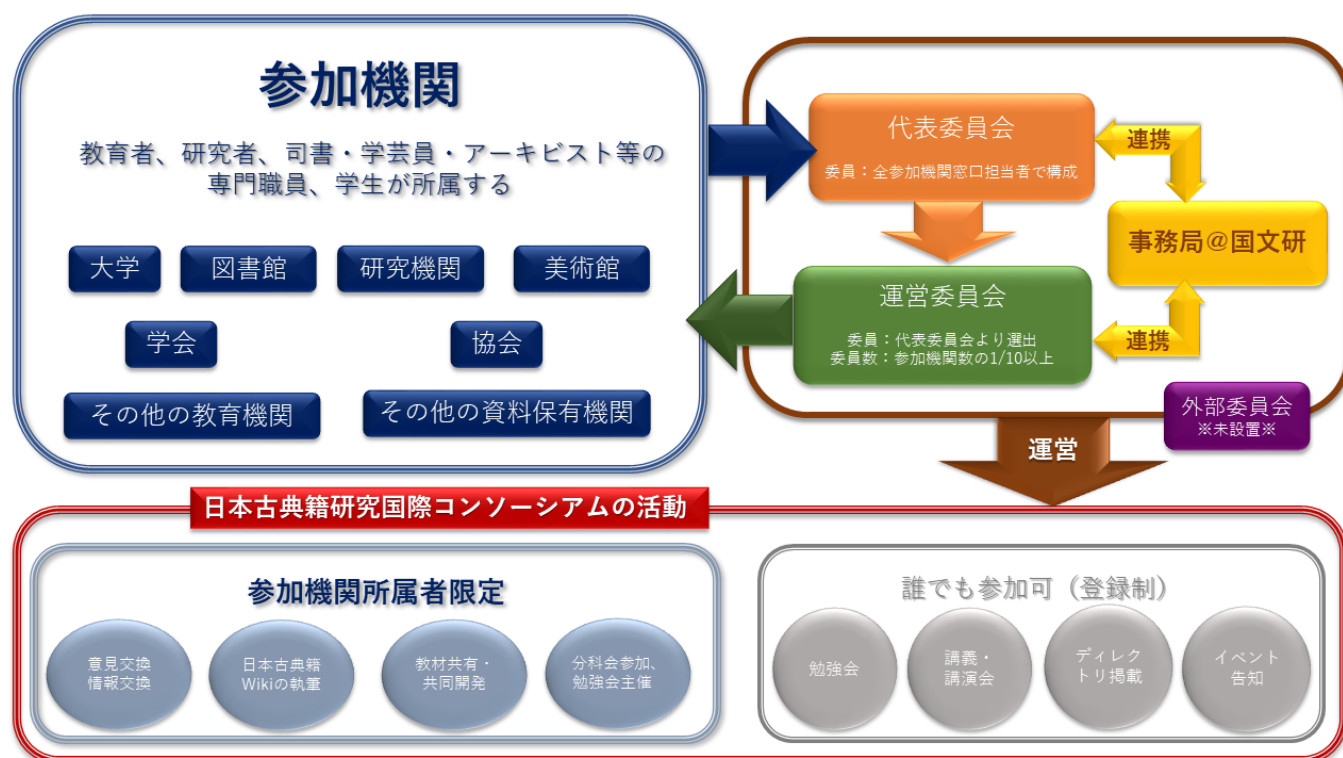 参加機関
教育者、研究者、司書・学芸員・アーキビスト等の
専門職員、学生が所属する
大学
図書館
研究機関
美術館
学会
協会
その他の教育機関
その他の資料保有機関
代表委員会
委員：全参加機関窓口担当者で構成
連携
事務局＠国文研
運営委員会
委員：代表委員会より選出
委員数：参加機関数の1/10以上
連携
外部委員会
※未設置※
運営
日本古典籍研究国際コンソーシアムの活動
参加機関所属者限定
意見交換
情報交換
日本古典籍
Wikiの執筆
教材共有・
共同開発
分科会参加、
勉強会主催
誰でも参加可（登録制）
勉強会
講義・
講演会
ディレク
トリ掲載
イベント
告知